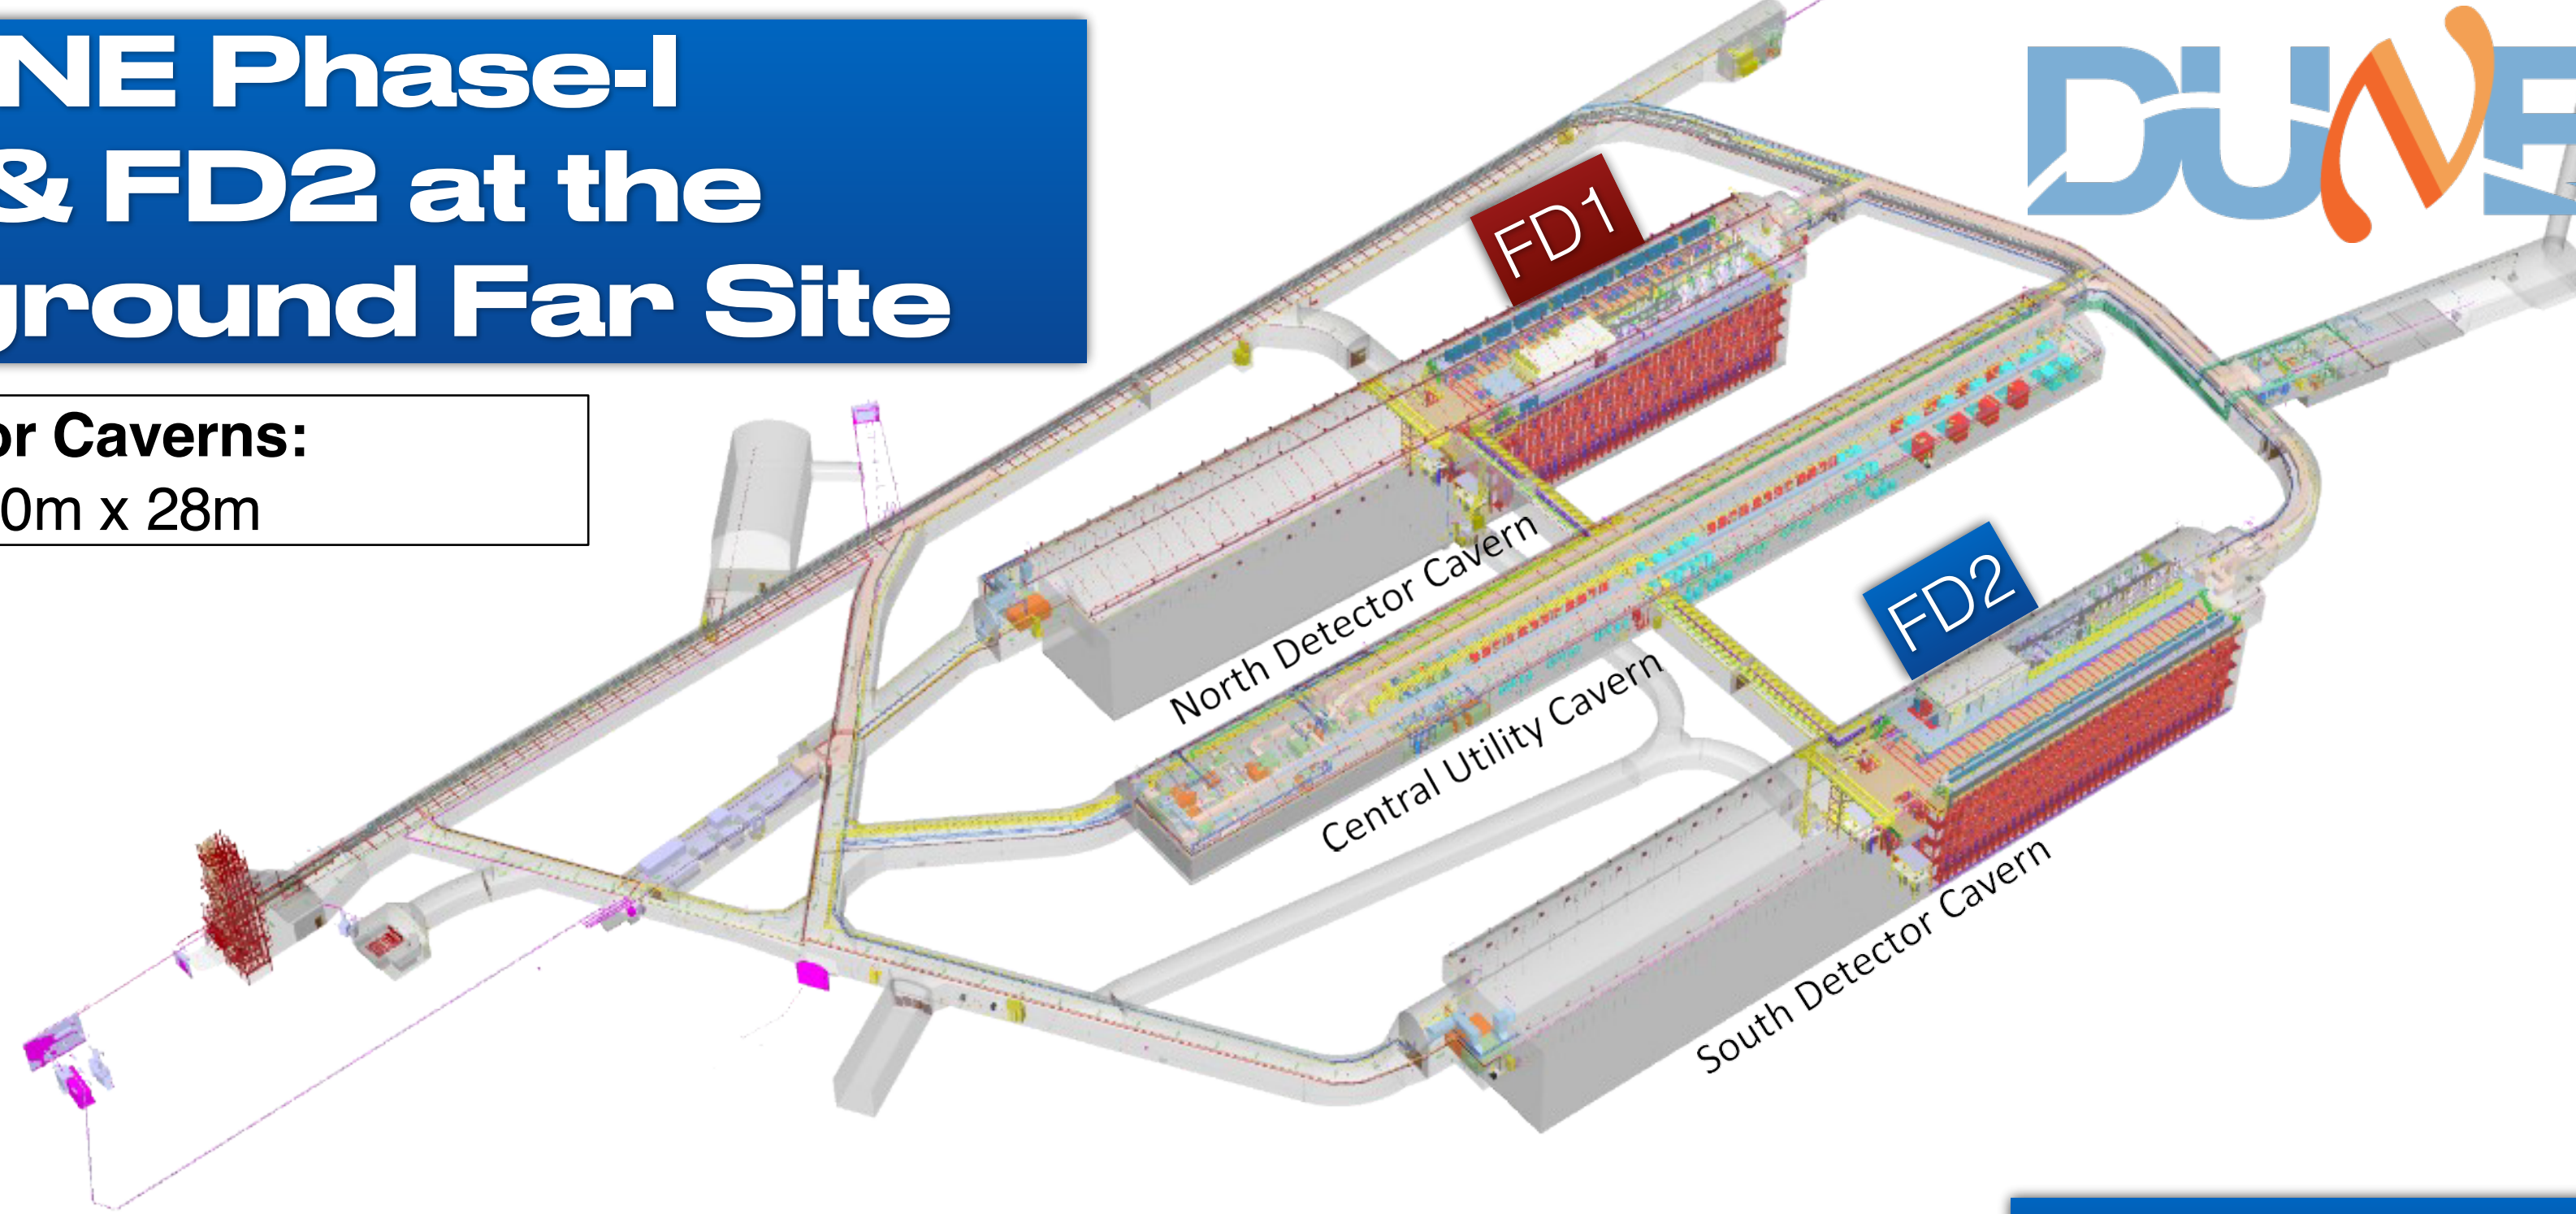 NE Phase-I
& FD2 at the
ground Far Site
DUNE
or Caverns:
0m x 28m
FD1
North Detector Cavern
FD2
Central Utility Cavern
South Detector Cavern